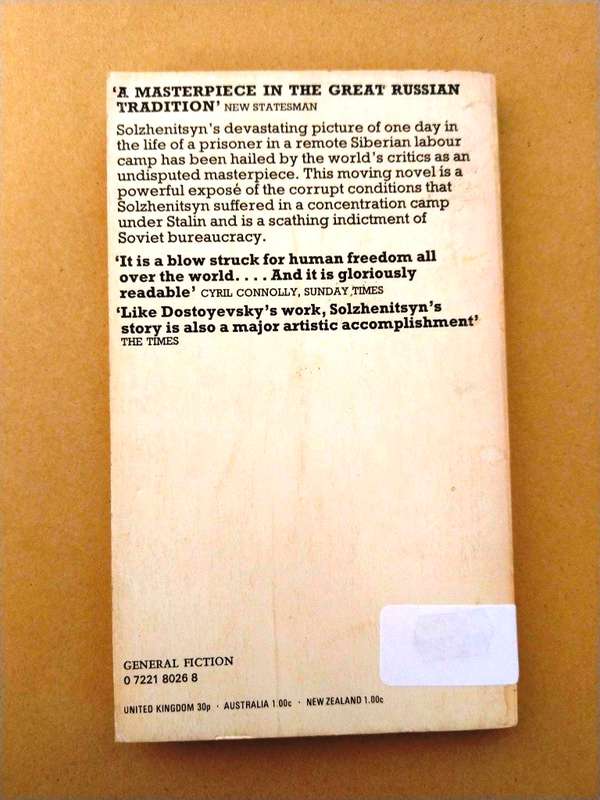 ‘A MASTERPIECE IN THE GREAT RUSSIAN
TRADITION’ NEW STATESMAN
Solzhenitsyn's devastating picture of one day in
the life of a prisoner in a remote Siberian labour
camp has been hailed by the world's critics as an
undisputed masterpiece. This moving novel is a
powerful exposé of the corrupt conditions that
Solzhenitsyn suffered in a concentration camp
under Stalin and is a scathing indictment of
Soviet bureaucracy.
‘It is a blow struck for human freedom all
over the world. . . . And it is gloriously
readable’ CYRIL CONNOLLY, SUNDAY TIMES
‘Like Dostoyevsky's work, Solzhenitsyn's
story is also a major artistic accomplishment’
THE TIMES
GENERAL FICTION
0 7221 8026 8
UNITED KINGDOM 30p · AUSTRALIA 1.00c · NEW ZEALAND 1.00c